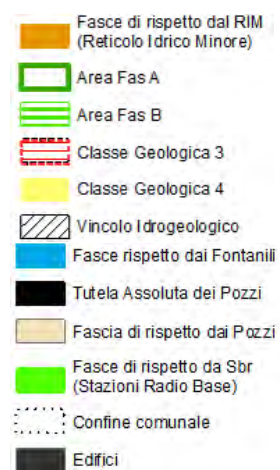 Fasce di rispetto dal RIM
(Reticolo Idrico Minore)
Area Fas A
Area Fas B
Classe Geologica 3
Classe Geologica 4
Vincolo Idrogeologico
Fasce rispetto dai Fontanili
Tutela Assoluta dei Pozzi
Fascia di rispetto dai Pozzi
Fasce di rispetto da Sbr
(Stazioni Radio Base)
Confine comunale
Edifici